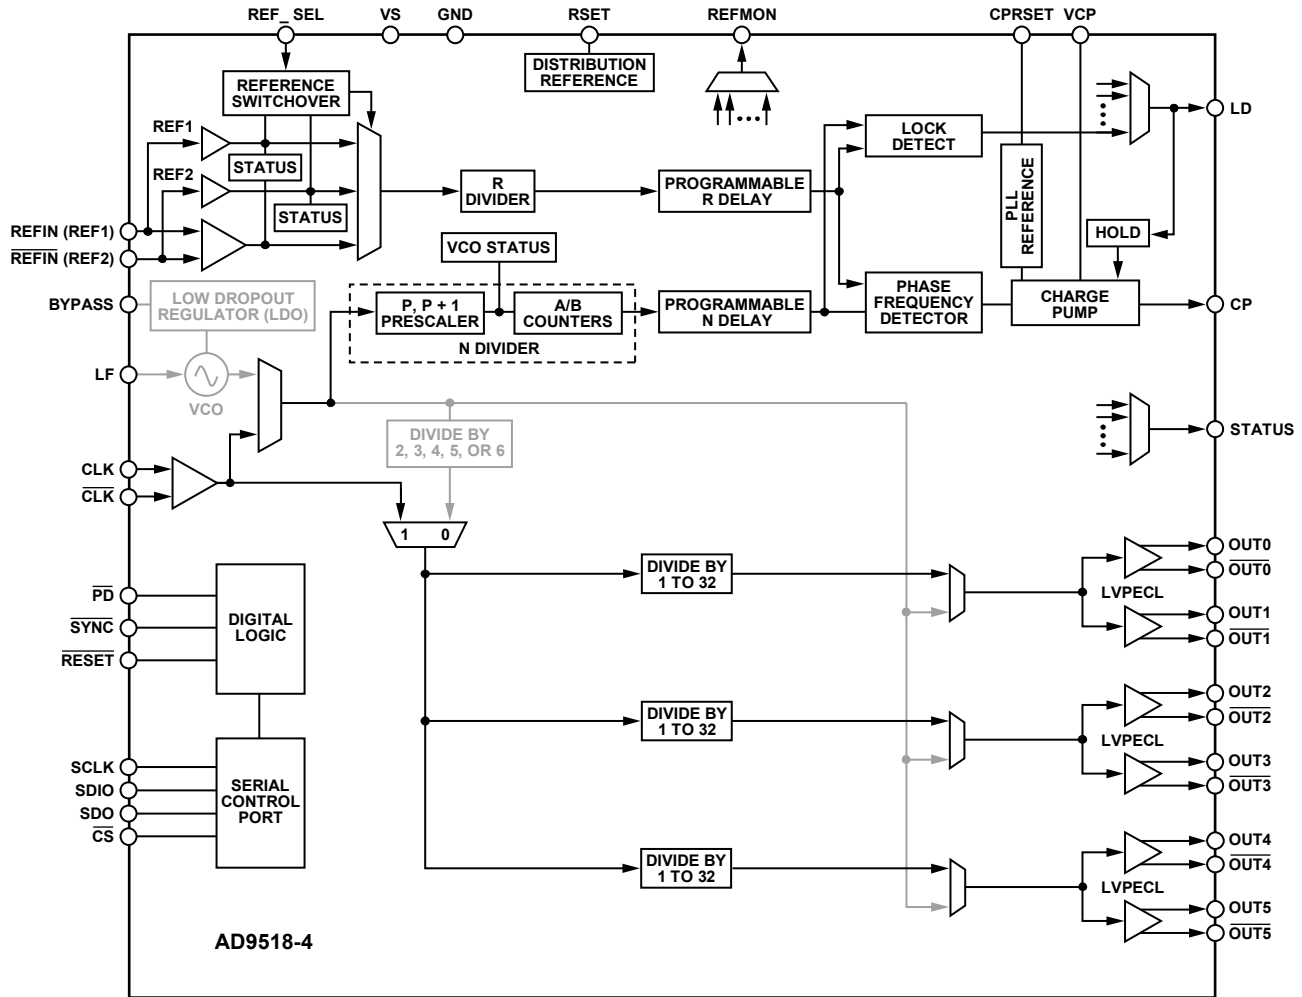 REF_SEL
VS
GND
RSET
REFMON
CPRSET
VCP
DISTRIBUTION
REFERENCE
REFERENCE
SWITCHOVER
REF1
STATUS
REF2
STATUS
R
DIVIDER
PROGRAMMABLE
R DELAY
LOCK
DETECT
LD
PLL
REFERENCE
HOLD
REFIN (REF1)
REFIN (REF2)
BYPASS
LOW DROPOUT
REGULATOR (LDO)
VCO STATUS
P, P + 1
PRESCALER
A/B
COUNTERS
N DIVIDER
PROGRAMMABLE
N DELAY
PHASE
FREQUENCY
DETECTOR
CHARGE
PUMP
CP
LF
VCO
DIVIDE BY
2, 3, 4, 5, OR 6
STATUS
CLK
CLK
1
0
PD
SYNC
RESET
DIGITAL
LOGIC
DIVIDE BY
1 TO 32
LVPECL
OUT0
OUT0
OUT1
OUT1
DIVIDE BY
1 TO 32
LVPECL
OUT2
OUT2
OUT3
OUT3
SCLK
SDIO
SDO
CS
SERIAL
CONTROL
PORT
DIVIDE BY
1 TO 32
LVPECL
OUT4
OUT4
OUT5
OUT5
AD9518-4